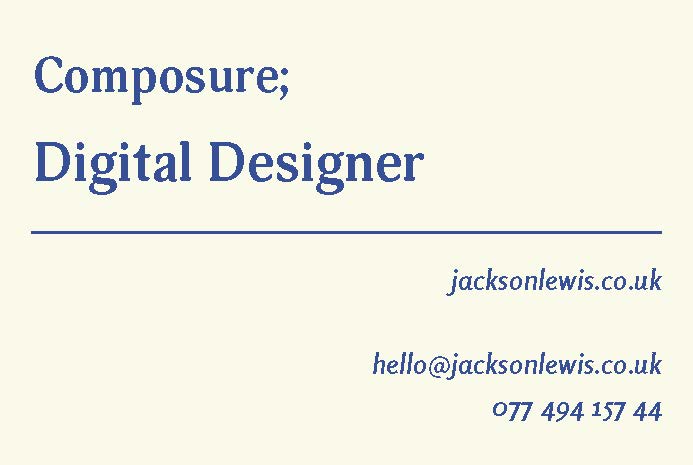 Composure;
Digital Designer
jacksonlewis.co.uk
hello@jacksonlewis.co.uk
077 494 157 44